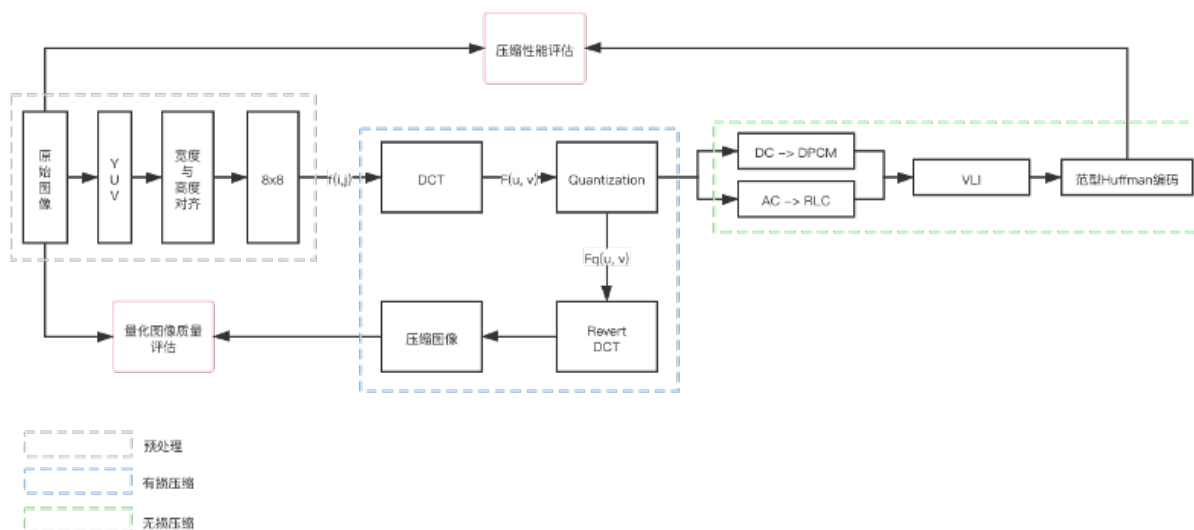 压缩性能评估
原
始
图
像
Y
U
V
宽度
与
高度
对齐
8x8
f(i,j)
DCT
F(u, v)
Quantization
DC -> DPCM
AC -> RLC
VLI
范型Huffman编码
Fq(u, v)
量化图像质量
评估
压缩图像
Revert
DCT
预处理
有损压缩
无损压缩